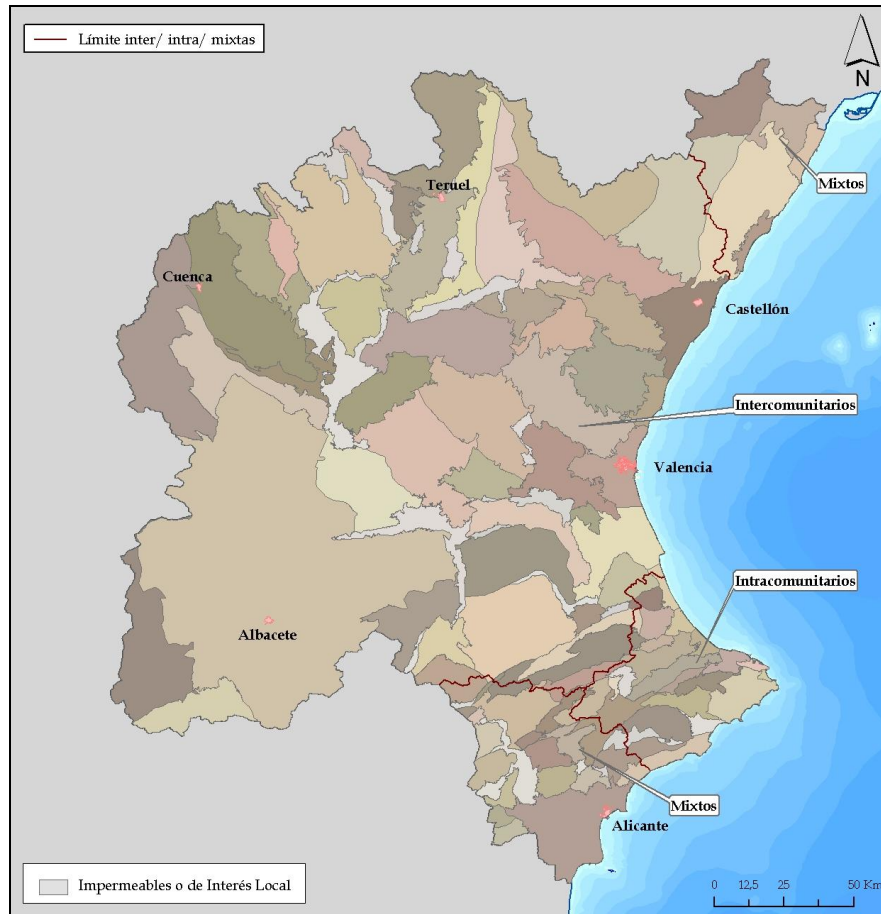 Límite inter/ intra/ mixtas
N
Teruel
Mixtos
Cuenca
Castellón
Intercomunitarios
Valencia
Intracomunitarios
Albacete
Mixtos
Alicante
Impermeables o de Interés Local
0 12,5 25 50 Km